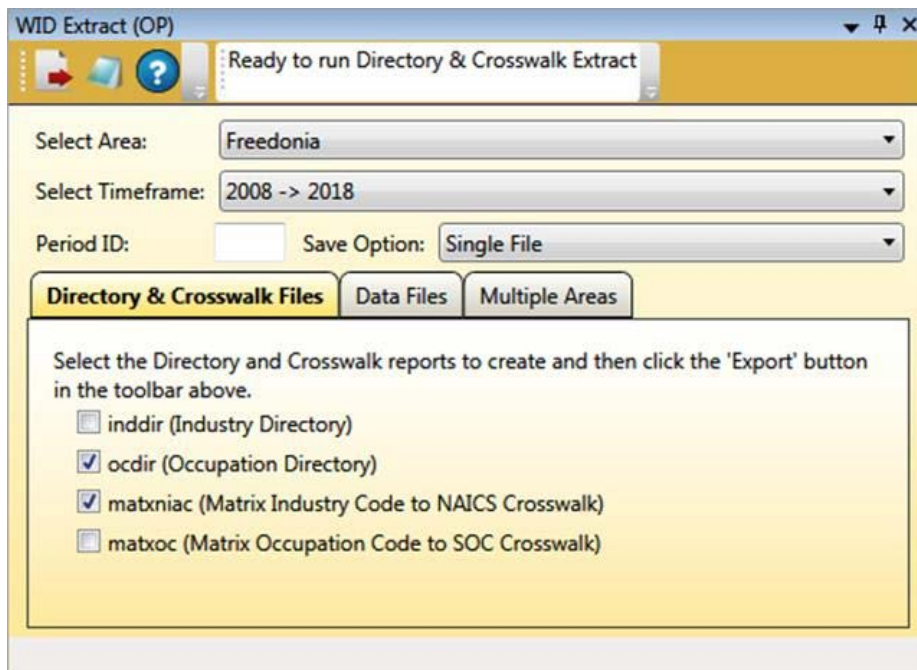 WID Extract (OP)
Ready to run Directory & Crosswalk Extract
Select Area: Freedonia
Select Timeframe: 2008 -> 2018
Period ID: Save Option: Single File
Directory & Crosswalk Files Data Files Multiple Areas
Select the Directory and Crosswalk reports to create and then click the 'Export' button
in the toolbar above.
inddir (Industry Directory)
ocdir (Occupation Directory)
matxniac (Matrix Industry Code to NAICS Crosswalk)
matxoc (Matrix Occupation Code to SOC Crosswalk)